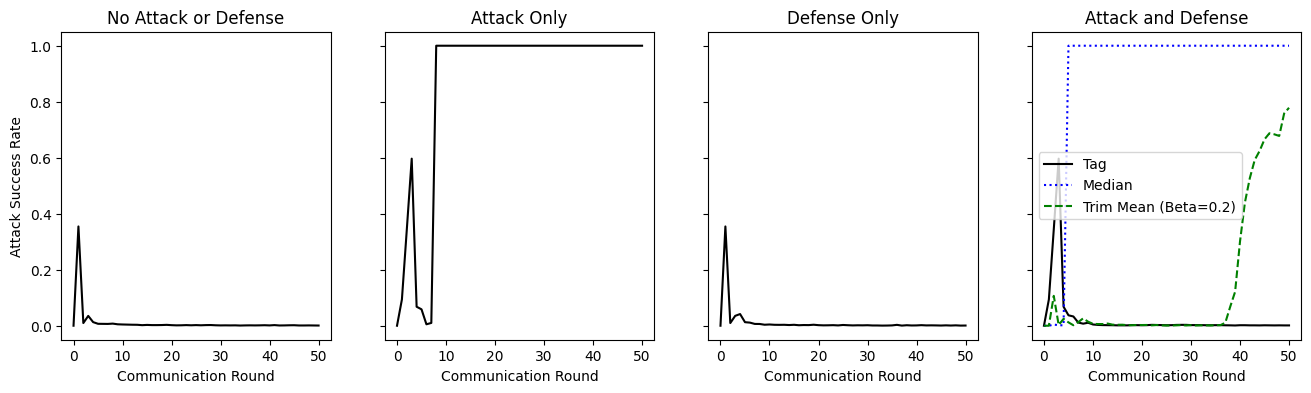 No Attack or Defense
Attack Only
Defense Only
Attack and Defense
Attack Success Rate
1.0
0.8
0.6
0.4
0.2
0.0
Tag
Median
Trim Mean (Beta=0.2)
0 10 20 30 40 50
0 10 20 30 40 50
0 10 20 30 40 50
0 10 20 30 40 50
Communication Round
Communication Round
Communication Round
Communication Round